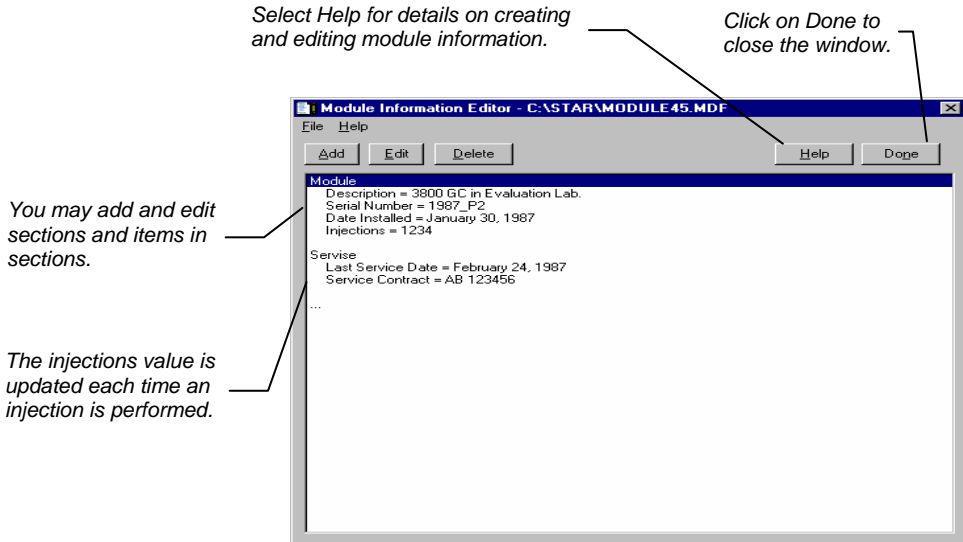 Select Help for details on creating
and editing module information.
Click on Done to
close the window.
Module Information Editor - C:\STAR\MODULE45.MDF
File Help
Add Edit Delete Help Done
You may add and edit
sections and items in
sections.
Module
Description = 3800 GC in Evaluation Lab.
Serial Number = 1987_P2
Date Installed = January 30, 1987
Injections = 1234
Servise
Last Service Date = February 24, 1987
Service Contract = AB 123456
...
The injections value is
updated each time an
injection is performed.